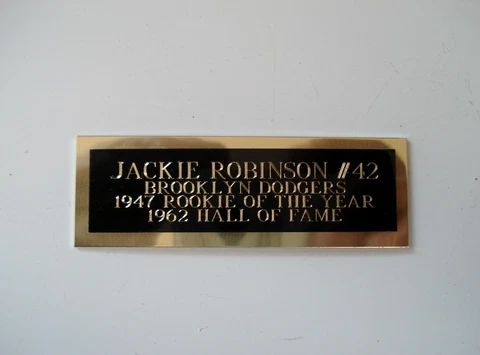 JACKIE ROBINSON #42
BROOKLYN DODGERS
1947 ROOKIE OF THE YEAR
1962 HALL OF FAME